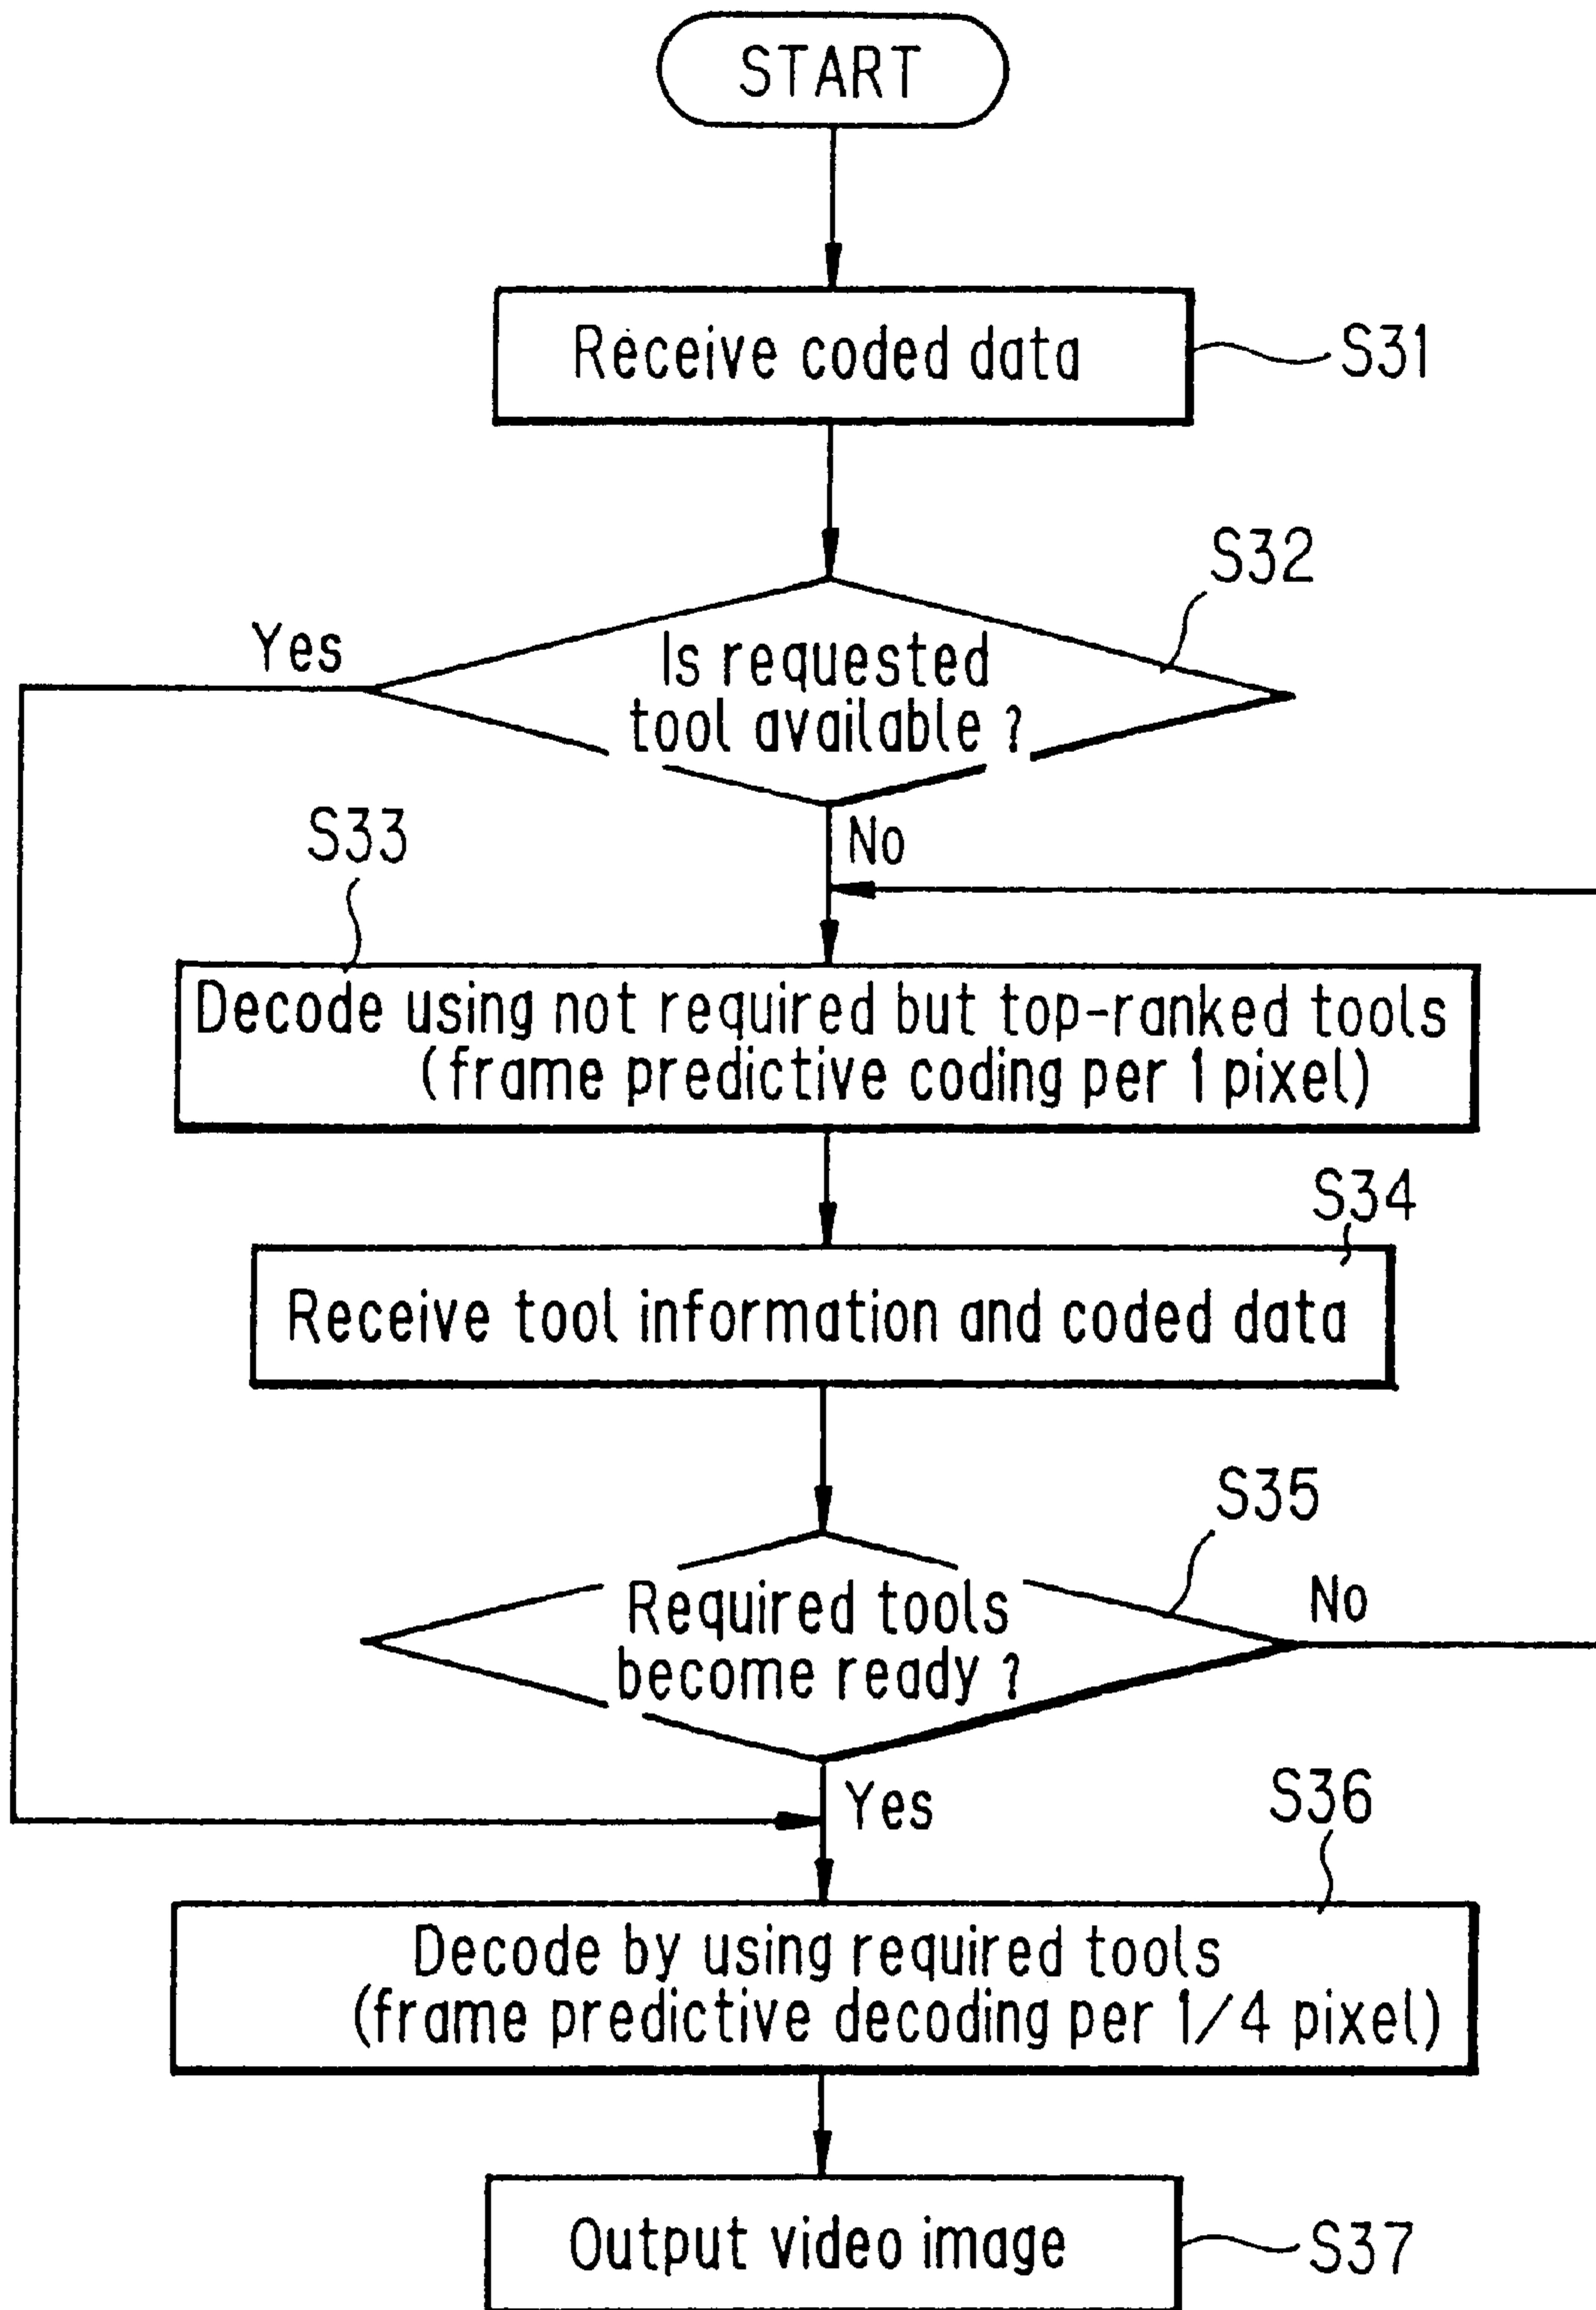 START
Receive coded data
S31
S32
Yes
Is requested
tool available ?
No
S33
Decode using not required but top-ranked tools
(frame predictive coding per 1 pixel)
S34
Receive tool information and coded data
S35
Required tools
become ready ?
No
Yes
S36
Decode by using required tools
(frame predictive decoding per 1/4 pixel)
Output video image
S37